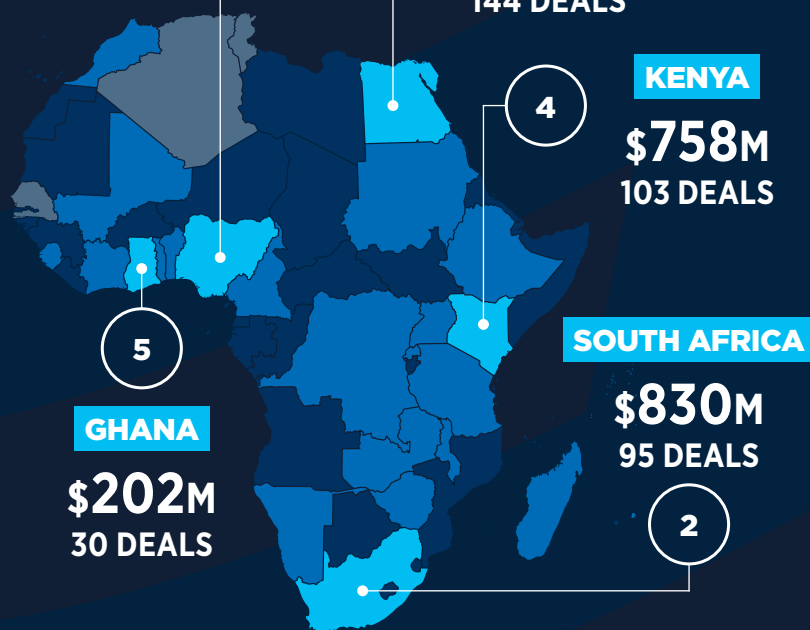 144 DEALS
4
KENYA
$758M
103 DEALS
5
GHANA
$202M
30 DEALS
SOUTH AFRICA
$830M
95 DEALS
2